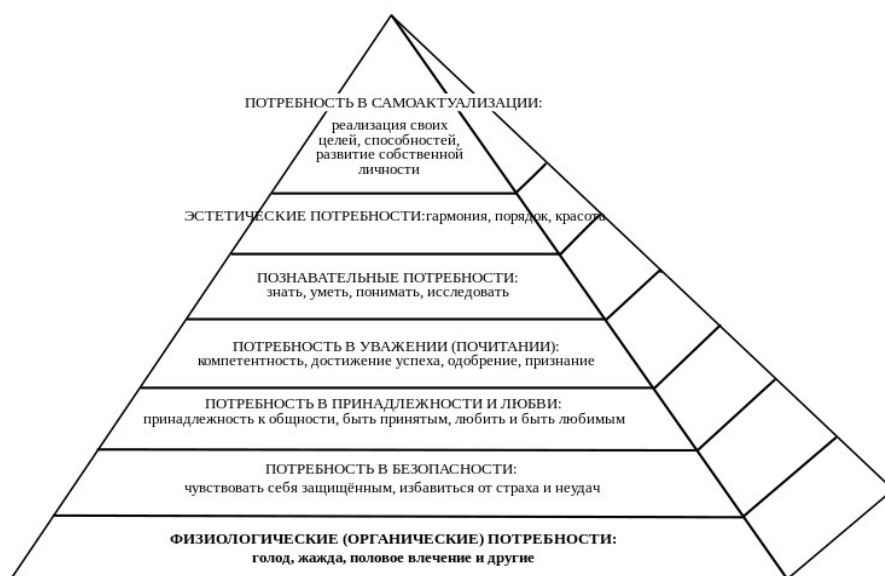 ПОТРЕБНОСТЬ В САМОАКТУАЛИЗАЦИИ:
реализация своих
целей, способностей,
развитие собственной
личности
ЭСТЕТИЧЕСКИЕ ПОТРЕБНОСТИ:гармония, порядок, красота
ПОЗНАВАТЕЛЬНЫЕ ПОТРЕБНОСТИ:
знать, уметь, понимать, исследовать
ПОТРЕБНОСТЬ В УВАЖЕНИИ (ПОЧИТАНИИ):
компетентность, достижение успеха, одобрение, признание
ПОТРЕБНОСТЬ В ПРИНАДЛЕЖНОСТИ И ЛЮБВИ:
принадлежность к общности, быть принятым, любить и быть любимым
ПОТРЕБНОСТЬ В БЕЗОПАСНОСТИ:
чувствовать себя защищённым, избавиться от страха и неудач
ФИЗИОЛОГИЧЕСКИЕ (ОРГАНИЧЕСКИЕ) ПОТРЕБНОСТИ:
голод, жажда, половое влечение и другие